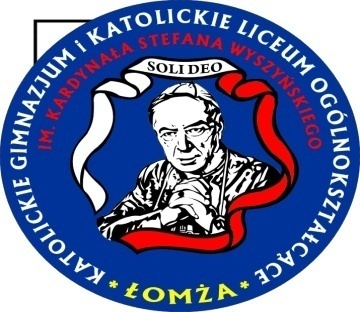 KATOLICKIE GIMNAZJUM i KATOLICKIE LICEUM OGÓLNOKSZTAŁCĄCE
IM. KARDYNAŁA STEFANA WYSZYŃSKIEGO
SOLI DEO
* ŁOMŻA *